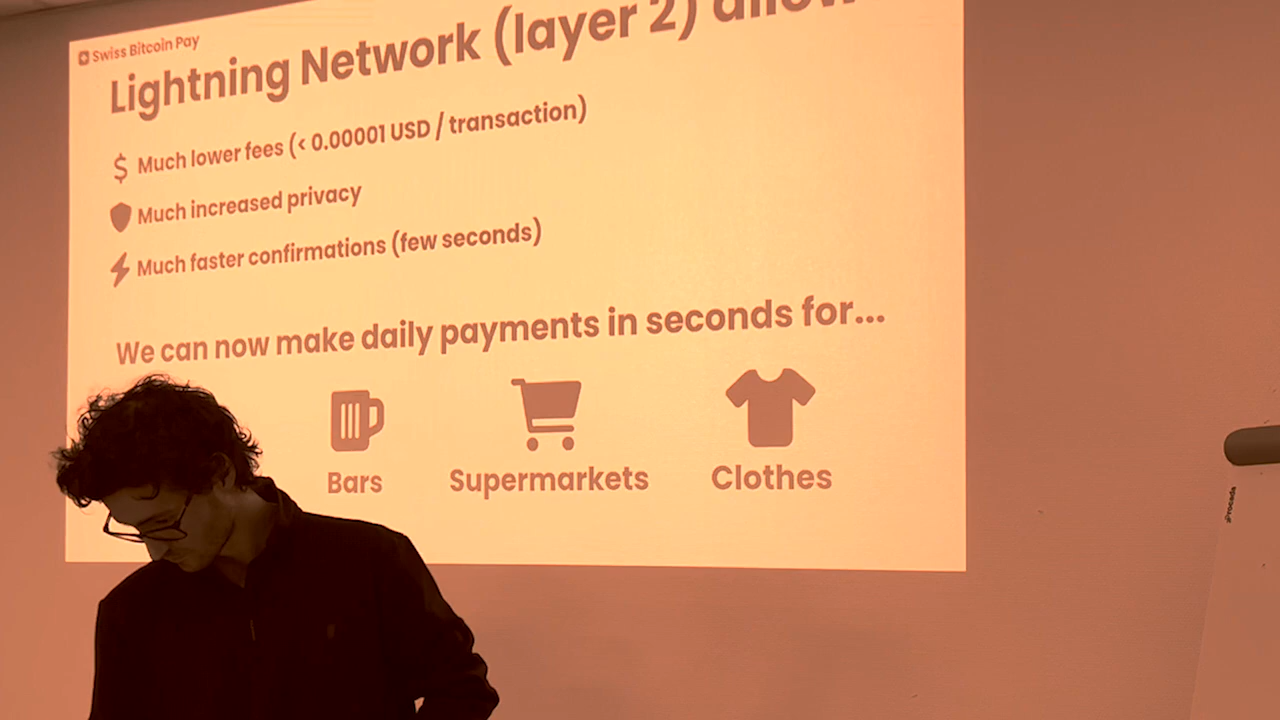 Swiss Bitcoin Pay
Lightning Network (layer 2) allow
Much lower fees (< 0.00001 USD / transaction)
Much increased privacy
Much faster confirmations (few seconds)
We can now make daily payments in seconds for...
Bars
Supermarkets
Clothes